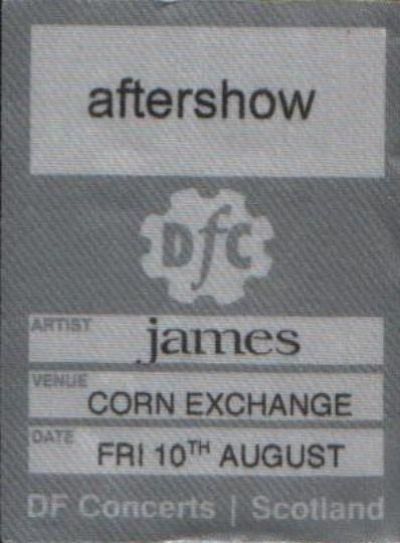 aftershow
DfC
ARTIST james
VENUE CORN EXCHANGE
DATE FRI 10TH AUGUST
DF Concerts | Scotland